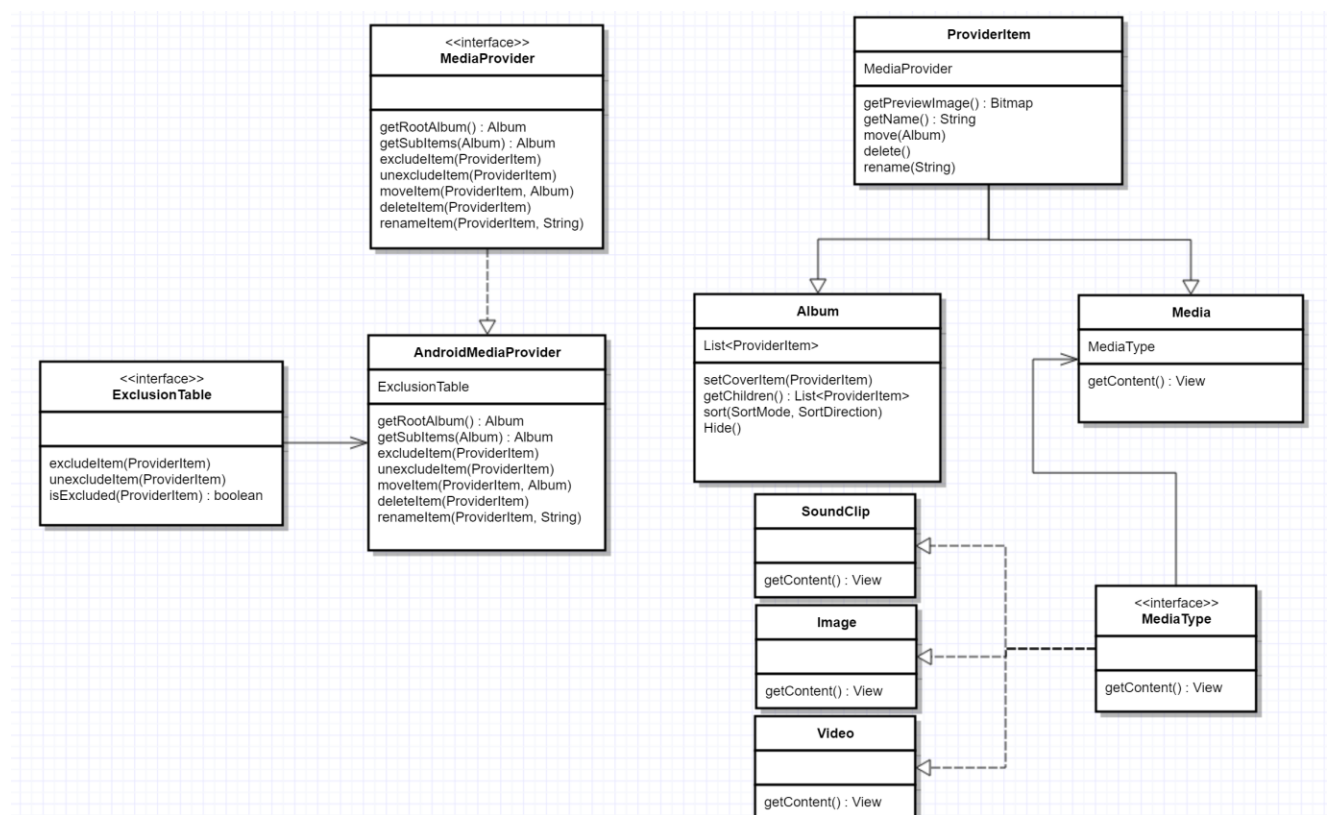 <<interface>>
MediaProvider
getRootAlbum() : Album
getSubItems(Album) : Album
excludeItem(ProviderItem)
unexcludeItem(ProviderItem)
moveItem(ProviderItem, Album)
deleteItem(ProviderItem)
renameItem(ProviderItem, String)
ProviderItem
MediaProvider
getPreviewImage() : Bitmap
getName() : String
move(Album)
delete()
rename(String)
<<interface>>
ExclusionTable
excludeItem(ProviderItem)
unexcludeItem(ProviderItem)
isExcluded(ProviderItem) : boolean
AndroidMediaProvider
ExclusionTable
getRootAlbum() : Album
getSubItems(Album) : Album
excludeItem(ProviderItem)
unexcludeItem(ProviderItem)
moveItem(ProviderItem, Album)
deleteItem(ProviderItem)
renameItem(ProviderItem, String)
Album
List<ProviderItem>
setCoverItem(ProviderItem)
getChildren() : List<ProviderItem>
sort(SortMode, SortDirection)
Hide()
Media
MediaType
getContent() : View
SoundClip
getContent() : View
Image
getContent() : View
Video
getContent() : View
<<interface>>
MediaType
getContent() : View